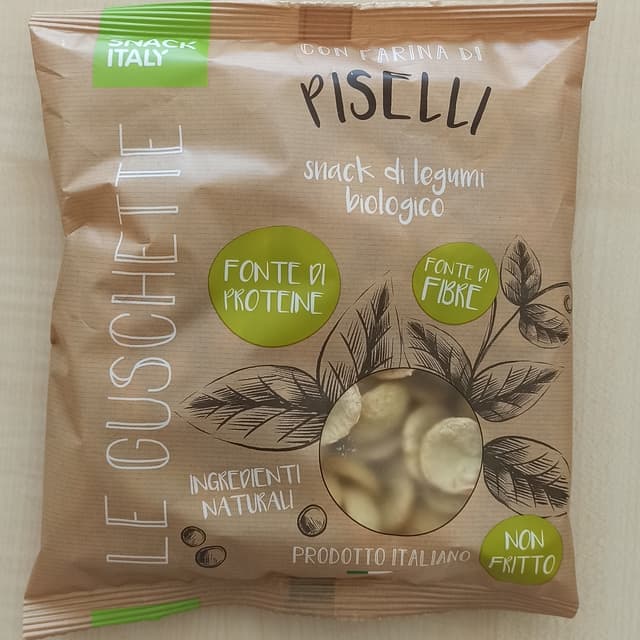 SNACK
ITALY
CON FARINA DI
PISELLI
snack di legumi
biologico
LE GUSCHETTE
FONTE DI
PROTEINE
FONTE DI
FIBRE
INGREDIENTI
NATURALI
PRODOTTO ITALIANO
NON
FRITTO